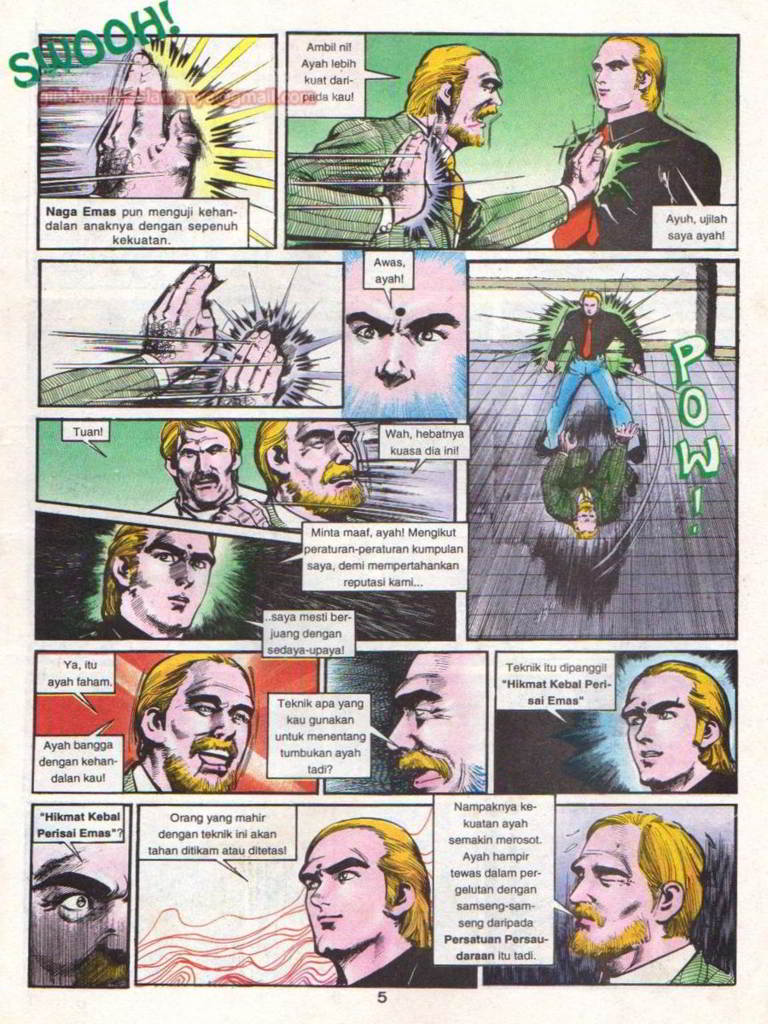 SWOOH!
Naga Emas pun menguji kehan-
dalan anaknya dengan sepenuh
kekuatan.
Ambil ni!
Ayah lebih
kuat dari-
pada kau!
Ayuh, ujilah
saya ayah!
Awas,
ayah!
POW!
Tuan!
Wah, hebatnya
kuasa dia ini!
Minta maaf, ayah! Mengikut
peraturan-peraturan kumpulan
saya, demi mempertahankan
reputasi kami...
...saya mesti ber-
juang dengan
sedaya-upaya!
Ya, itu
ayah faham.
Ayah bangga
dengan kehan-
dalan kau!
Teknik apa yang
kau gunakan
untuk menentang
tumbukan ayah
tadi?
Teknik itu dipanggil
"Hikmat Kebal Peri-
sai Emas"
"Hikmat Kebal
Perisai Emas"?
Orang yang mahir
dengan teknik ini akan
tahan ditikam atau ditetas!
Nampaknya ke-
kuatan ayah
semakin merosot.
Ayah hampir
tewas dalam per-
gelutan dengan
samseng-sam-
seng daripada
Persatuan Persau-
daraan itu tadi.
5